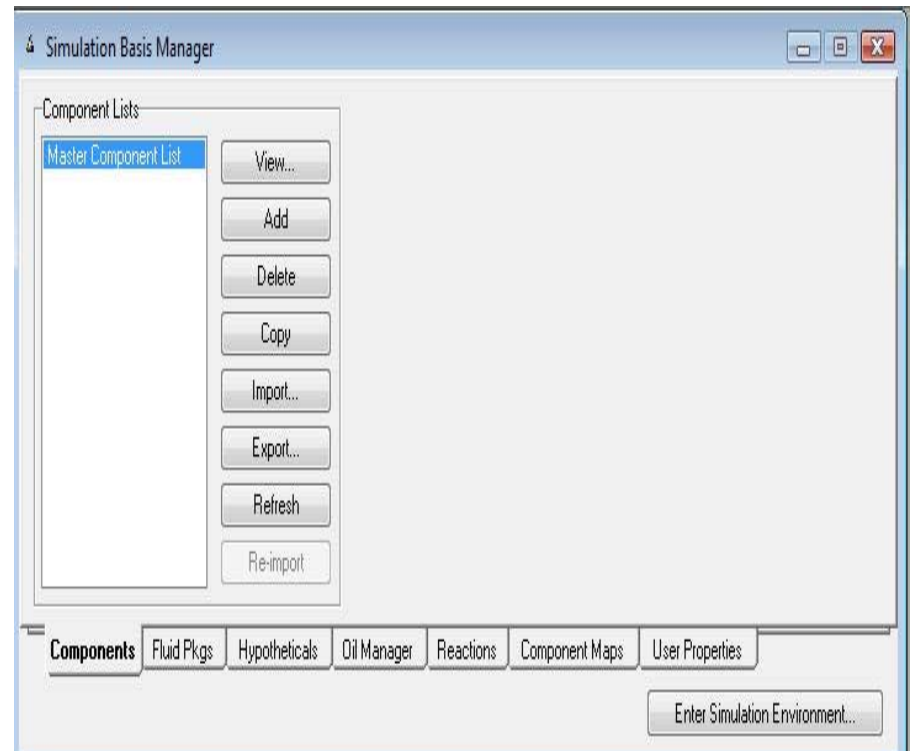 Simulation Basis Manager
Component Lists
Master Component List
View...
Add
Delete
Copy
Import...
Export...
Refresh
Re-import
Components Fluid Pkgs Hypotheticals Oil Manager Reactions Component Maps User Properties
Enter Simulation Environment...